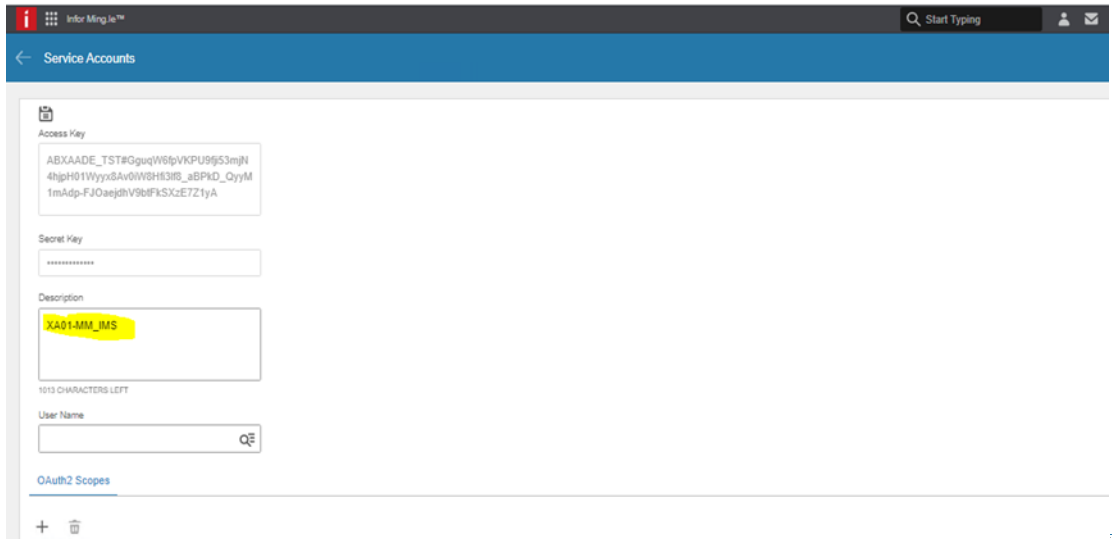 Infor Ming.le™
Start Typing
Service Accounts
Access Key
ABXAADE_TST#GguqW6fpVKPU9fji53mjN
4hjpH01Wyyx8Av0iW8Hfi3lf8_aBPkD_QyyM
1mAdp-FJOaejdhV9btFkSXzE7Z1yA
Secret Key
*************
Description
XA01-MM_IMS
1013 CHARACTERS LEFT
User Name
OAuth2 Scopes